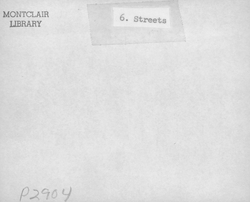 MONTCLAIR
LIBRARY
6. Streets
P2904